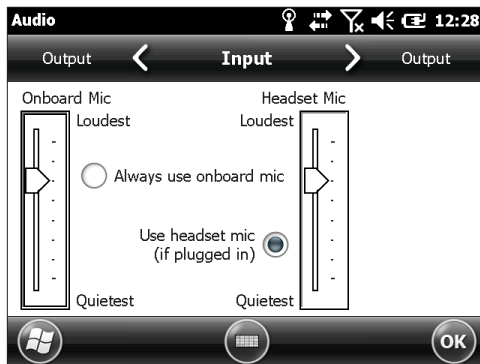 Audio 12:28
Output Input Output
Onboard Mic Headset Mic
Loudest Loudest
Always use onboard mic
Use headset mic
(if plugged in)
Quietest Quietest
OK